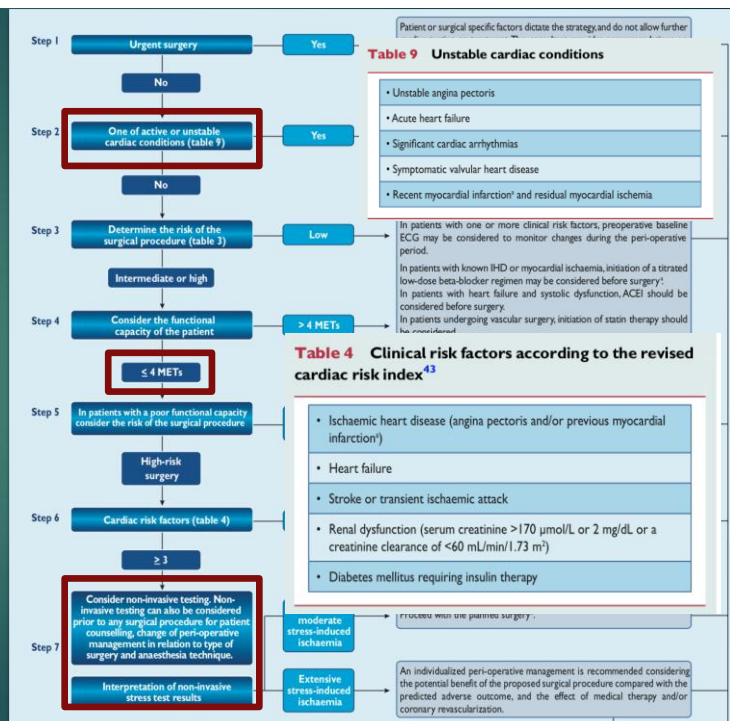 Patient or surgical specific factors dictate the strategy, and do not allow further
Step 1
Urgent surgery
Yes
No
Table 9 Unstable cardiac conditions
• Unstable angina pectoris
• Acute heart failure
• Significant cardiac arrhythmias
• Symptomatic valvular heart disease
• Recent myocardial infarctionᵃ and residual myocardial ischemia
Step 2
One of active or unstable
cardiac conditions (table 9)
Yes
No
Step 3
Determine the risk of the
surgical procedure (table 3)
Low
In patients with one or more clinical risk factors, preoperative baseline
ECG may be considered to monitor changes during the peri-operative
period.
In patients with known IHD or myocardial ischaemia, initiation of a titrated
low-dose beta-blocker regimen may be considered before surgery
In patients with heart failure and systolic dysfunction, ACEI should be
considered before surgery.
In patients undergoing vascular surgery, initiation of statin therapy should
be considered
Intermediate or high
Step 4
Consider the functional
capacity of the patient
> 4 METs
≤ 4 METs
Table 4 Clinical risk factors according to the revised
cardiac risk index⁴³
• Ischaemic heart disease (angina pectoris and/or previous myocardial
infarctionᵃ)
• Heart failure
• Stroke or transient ischaemic attack
• Renal dysfunction (serum creatinine >170 µmol/L or 2 mg/dL or a
creatinine clearance of <60 mL/min/1.73 m²)
• Diabetes mellitus requiring insulin therapy
Step 5
In patients with a poor functional capacity
consider the risk of the surgical procedure
High-risk
surgery
Step 6
Cardiac risk factors (table 4)
≥ 3
Step 7
Consider non-invasive testing. Non-
invasive testing can also be considered
prior to any surgical procedure for patient
counselling, change of peri-operative
management in relation to type of
surgery and anaesthesia technique.
Interpretation of non-invasive
stress test results
moderate
stress-induced
ischaemia
Proceed with the planned surgery
Extensive
stress-induced
ischaemia
An individualized peri-operative management is recommended considering
the potential benefit of the proposed surgical procedure compared with the
predicted adverse outcome, and the effect of medical therapy and/or
coronary revascularization.